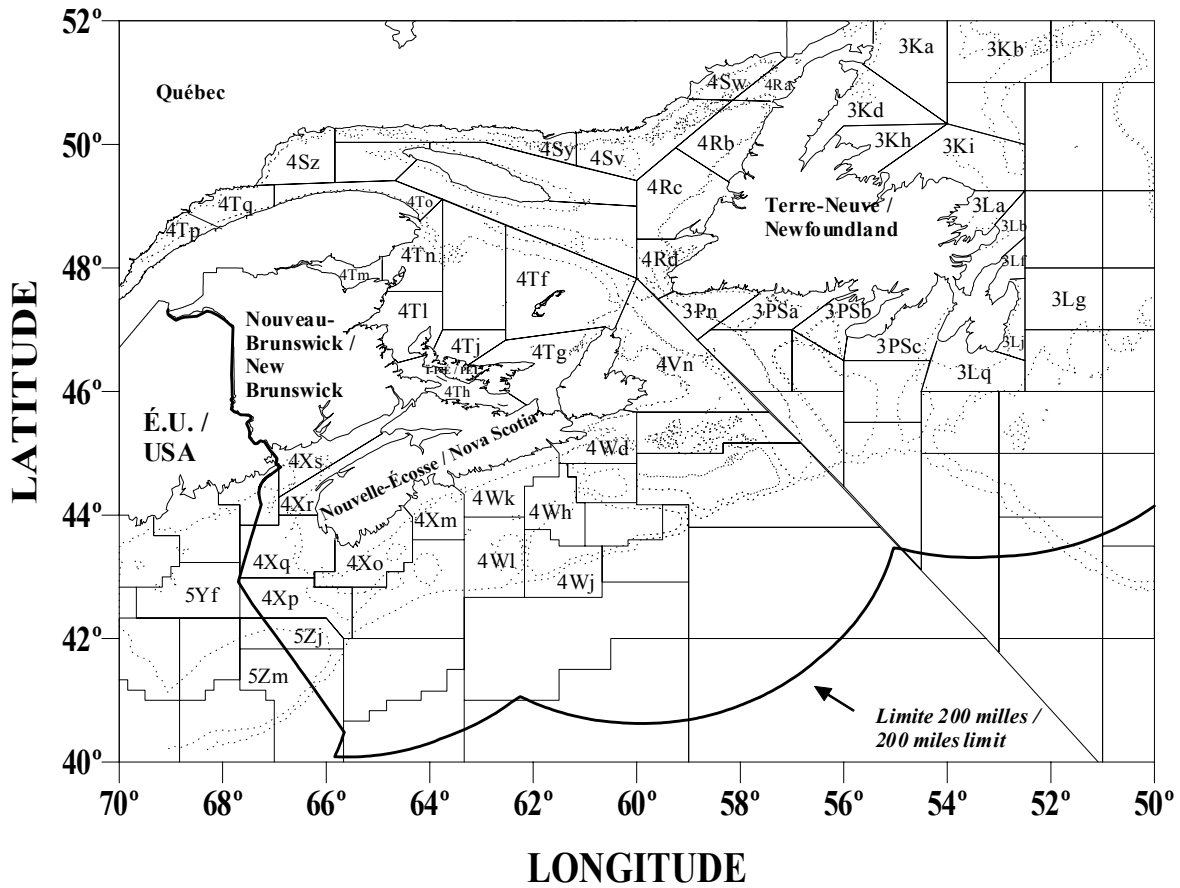 52º
3Ka
3Kb
4Sw
4Ra
Québec
3Kd
50º
4Sy
4Sv
4Rb
3Kh
3Ki
4Sz
4Rc
4Tq
4To
Terre-Neuve /
Newfoundland
3La
3Lb
4Tp
4Tn
48º
4Tm
4Rd
3Lf
4Tf
4Tl
3Pn
3PSa
3PSb
3Lg
Nouveau-
Brunswick /
New
Brunswick
4Tj
4Tg
3PSc
3Lj
4Vn
3Lq
46º
4Th
É.U. /
USA
Nouvelle-Écosse / Nova Scotia
4Xs
4Wd
4Xr
4Wk
4Wh
44º
4Xm
4Xq
4Xo
4Wl
4Wj
5Yf
4Xp
42º
5Zj
5Zm
Limite 200 milles /
200 miles limit
40º
70º 68º 66º 64º 62º 60º 58º 56º 54º 52º 50º
LATITUDE
LONGITUDE